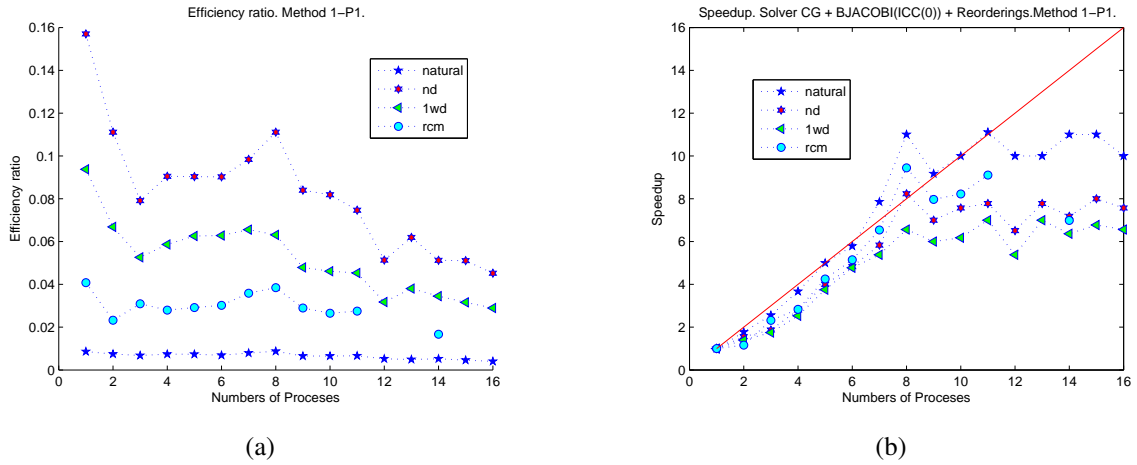 Efficiency ratio. Method 1−P1.
0.16
0.14
0.12
0.1
0.08
0.06
0.04
0.02
0
Efficiency ratio
natural
nd
1wd
rcm
0 2 4 6 8 10 12 14 16
Numbers of Proceses
(a)
Speedup. Solver CG + BJACOBI(ICC(0)) + Reorderings.Method 1−P1.
16
14
12
10
8
6
4
2
0
Speedup
natural
nd
1wd
rcm
0 2 4 6 8 10 12 14 16
Numbers of Proceses
(b)